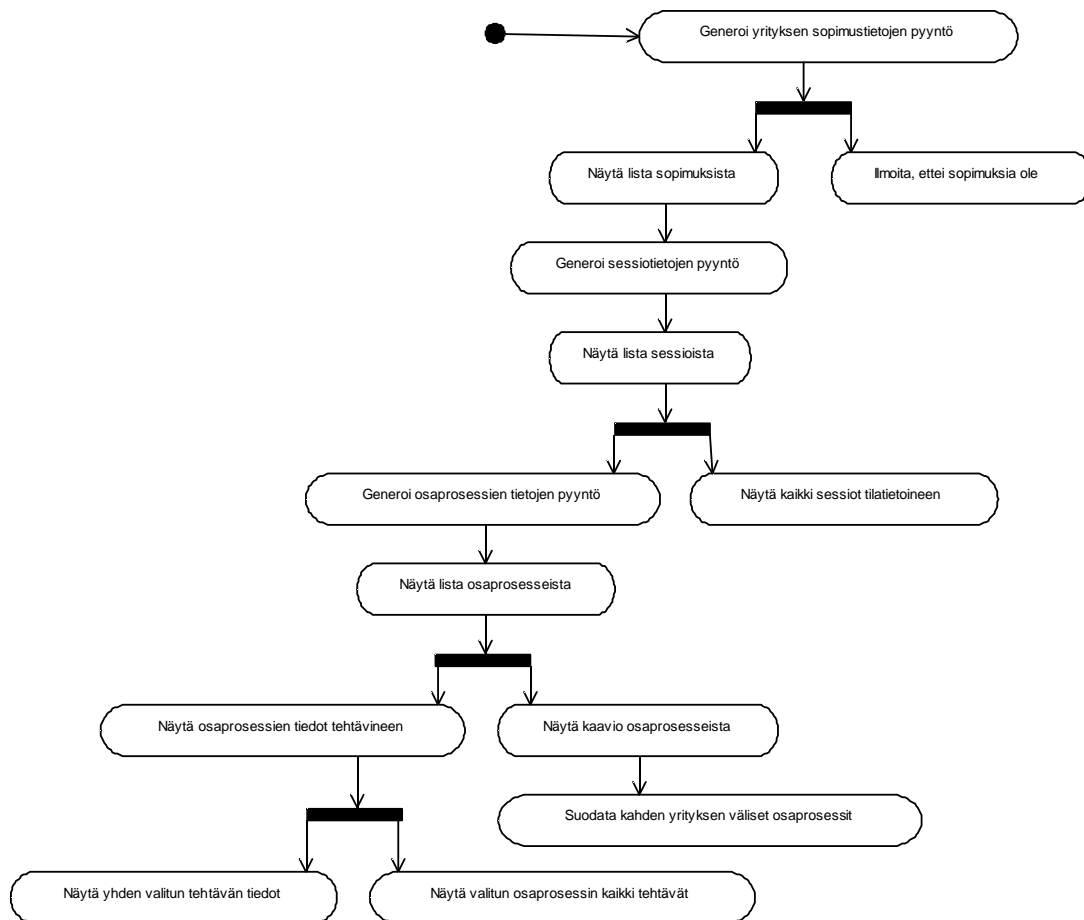 Generoi yrityksen sopimustietojen pyyntö
Näytä lista sopimuksista
Ilmoita, ettei sopimuksia ole
Generoi sessiotietojen pyyntö
Näytä lista sessioista
Generoi osaprosessien tietojen pyyntö
Näytä kaikki sessiot tilatietoineen
Näytä lista osaprosesseista
Näytä osaprosessien tiedot tehtävineen
Näytä kaavio osaprosesseista
Suodata kahden yrityksen väliset osaprosessit
Näytä yhden valitun tehtävän tiedot
Näytä valitun osaprosessin kaikki tehtävät